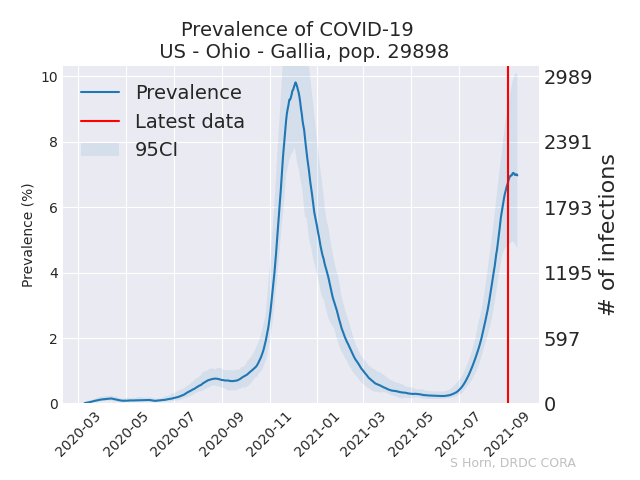 Prevalence of COVID-19
US - Ohio - Gallia, pop. 29898
Prevalence
Latest data
95CI
Prevalence (%)
10
8
6
4
2
0
2989
2391
1793
1195
597
0
# of infections
2020-03
2020-05
2020-07
2020-09
2020-11
2021-01
2021-03
2021-05
2021-07
2021-09
S Horn, DRDC CORA